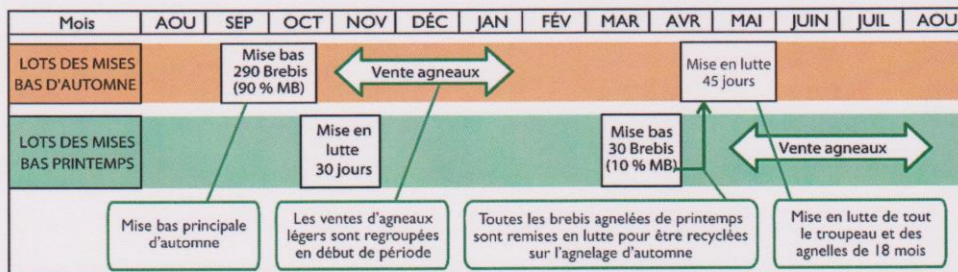 Mois AOU SEP OCT NOV DÉC JAN FÉV MAR AVR MAI JUIN JUIL AOU
LOTS DES MISES
BAS D'AUTOMNE
Mise bas
290 Brebis
(90 % MB)
Vente agneaux
Mise en lutte
45 jours
LOTS DES MISES
BAS PRINTEMPS
Mise en
lutte
30 jours
Mise bas
30 Brebis
(10 % MB)
Vente agneaux
Mise bas principale
d'automne
Les ventes d'agneaux
légers sont regroupées
en début de période
Toutes les brebis agnelées de printemps
sont remises en lutte pour être recyclées
sur l'agnelage d'automne
Mise en lutte de tout
le troupeau et des
agnelles de 18 mois